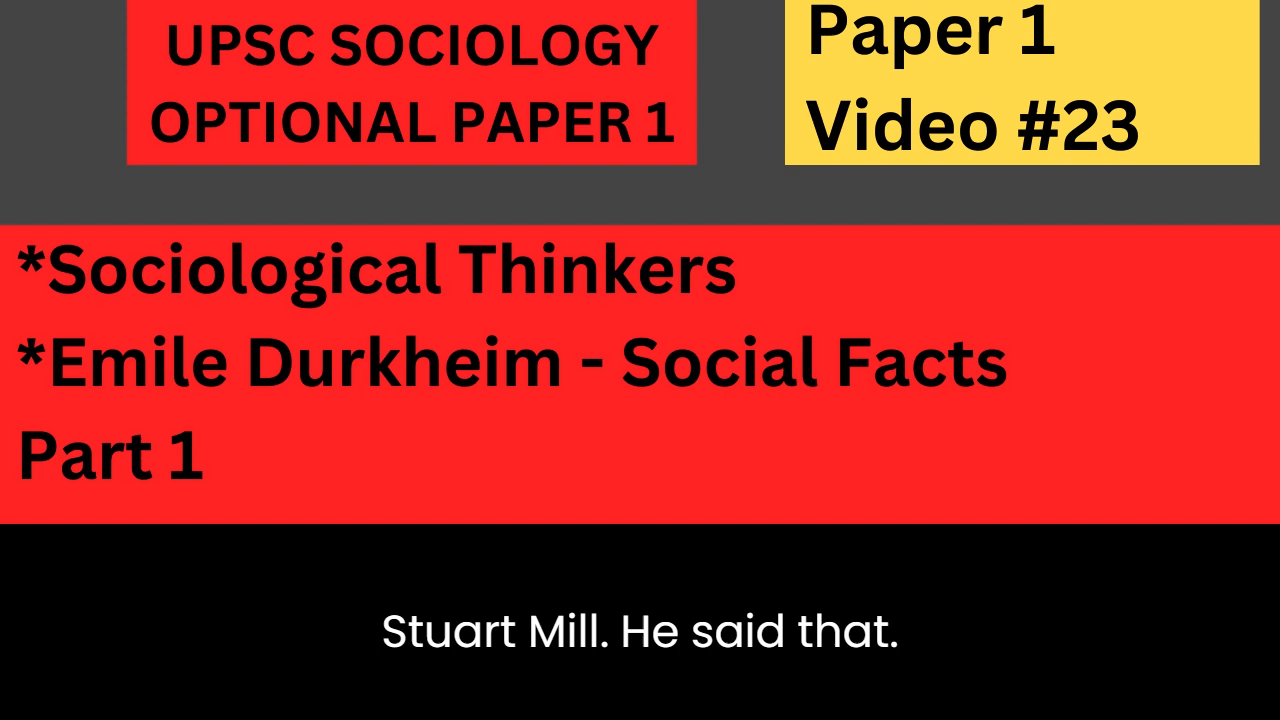 UPSC SOCIOLOGY
OPTIONAL PAPER 1
Paper 1
Video #23
*Sociological Thinkers
*Emile Durkheim - Social Facts
Part 1
Stuart Mill. He said that.